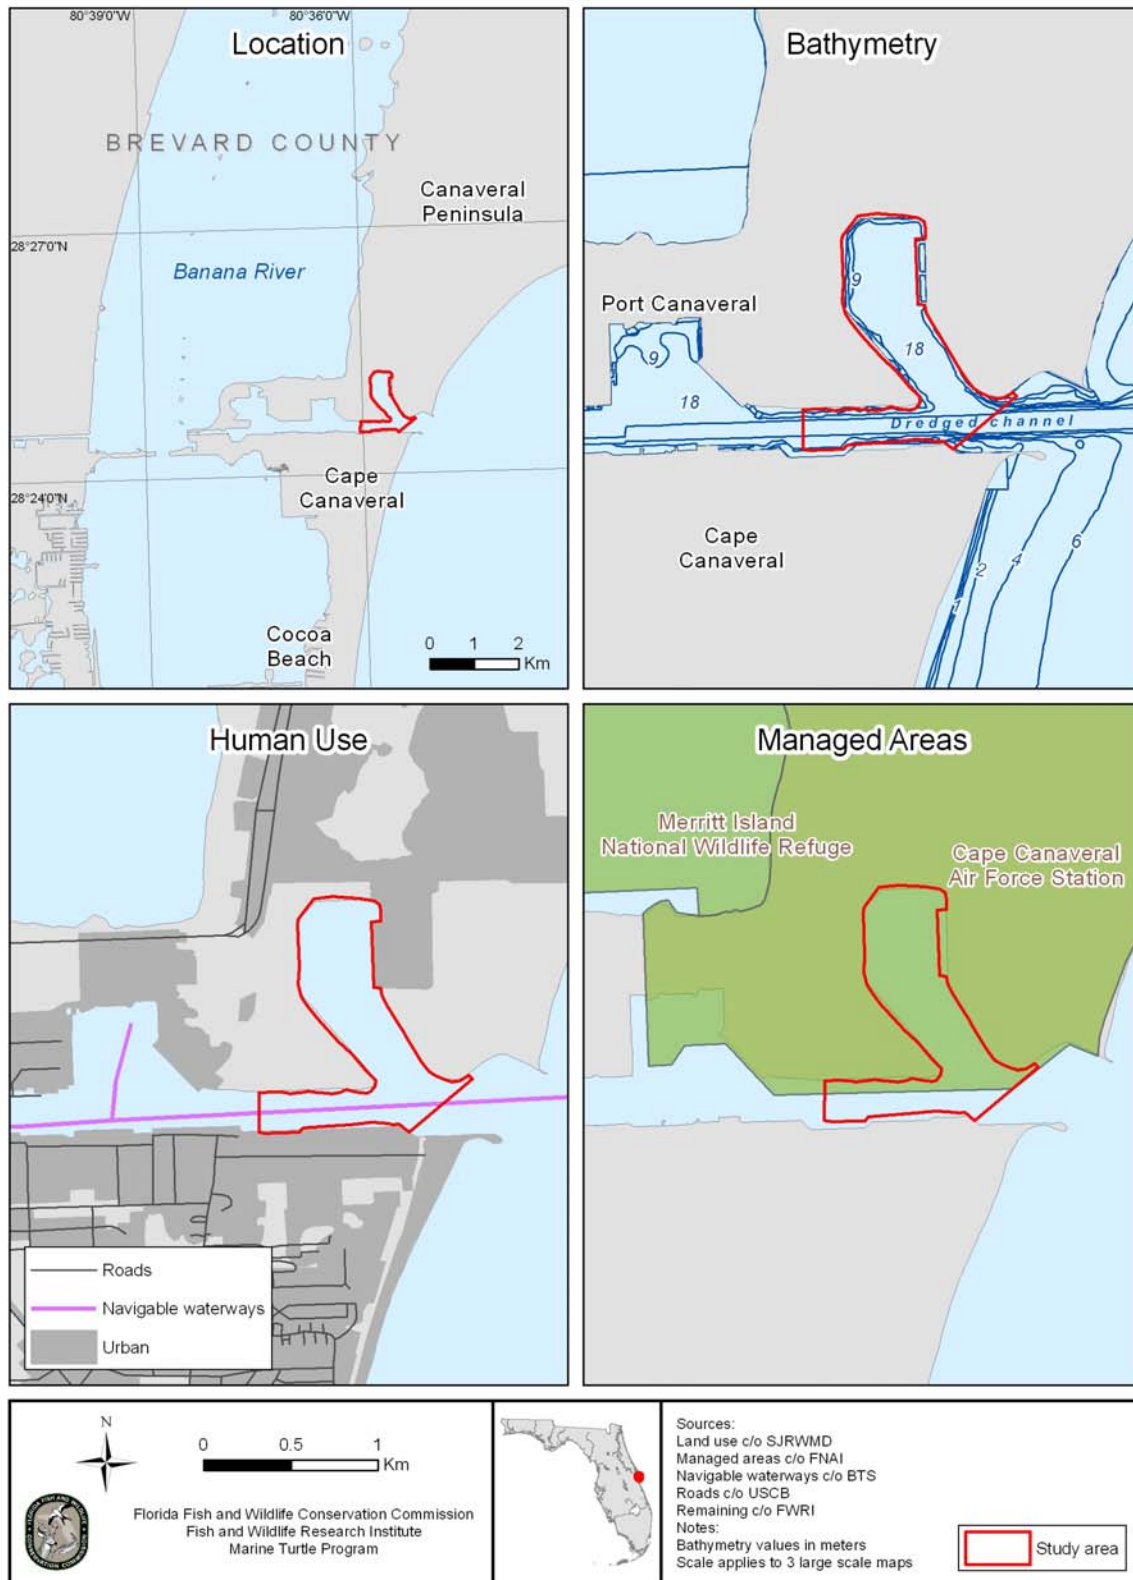 80°39'0"W
80°36'0"W
Location
BREVARD COUNTY
Canaveral
Peninsula
28°27'0"N
Banana River
Cape
Canaveral
28°24'0"N
Cocoa
Beach
0 1 2
Km
Bathymetry
9
Port Canaveral
9
18
18
Dredged channel
Cape
Canaveral
1
2
4
6
Human Use
Roads
Navigable waterways
Urban
Managed Areas
Merritt Island
National Wildlife Refuge
Cape Canaveral
Air Force Station
N
0 0.5 1
Km
Florida Fish and Wildlife Conservation Commission
Fish and Wildlife Research Institute
Marine Turtle Program
Sources:
Land use c/o SJRWMD
Managed areas c/o FNAI
Navigable waterways c/o BTS
Roads c/o USCB
Remaining c/o FWRI
Notes:
Bathymetry values in meters
Scale applies to 3 large scale maps
Study area